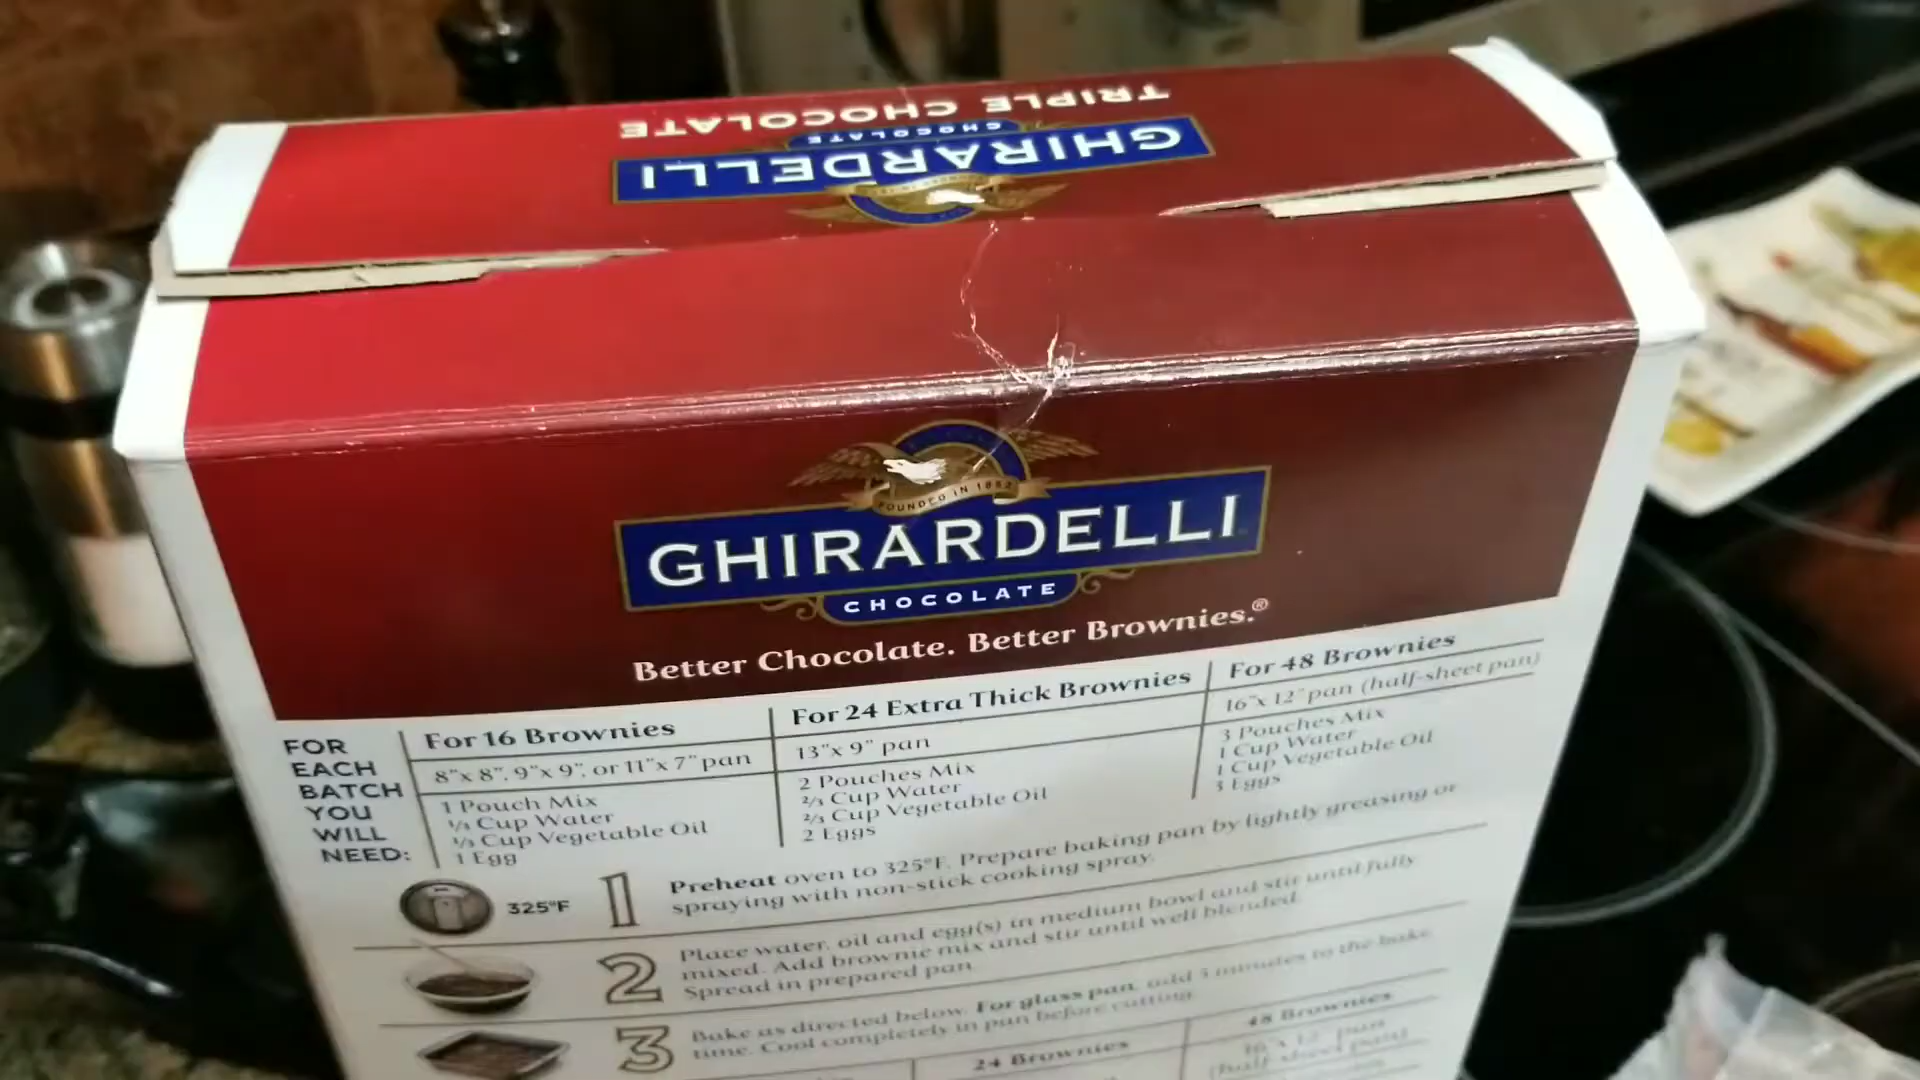 TRIPLE CHOCOLATE
CHOCOLATE
GHIRARDELLI
FOUNDED IN 1852
GHIRARDELLI
CHOCOLATE
Better Chocolate. Better Brownies.®
FOR
EACH
BATCH
YOU
WILL
NEED:
For 16 Brownies
8"x 8", 9"x 9", or 11"x 7" pan
1 Pouch Mix
⅓ Cup Water
⅓ Cup Vegetable Oil
1 Egg
For 24 Extra Thick Brownies
13"x 9" pan
2 Pouches Mix
⅔ Cup Water
⅔ Cup Vegetable Oil
2 Eggs
For 48 Brownies
16"x 12" pan (half-sheet pan)
3 Pouches Mix
1 Cup Water
1 Cup Vegetable Oil
3 Eggs
325°F
1
Preheat oven to 325°F. Prepare baking pan by lightly greasing or
spraying with non-stick cooking spray.
2
Place water, oil and egg(s) in medium bowl and stir until fully
mixed. Add brownie mix and stir until well blended.
Spread in prepared pan.
3
Bake as directed below. For glass pan, add 5 minutes to the bake
time. Cool completely in pan before cutting.
24 Brownies
48 Brownies
16"x 12" pan
(half-sheet pan)